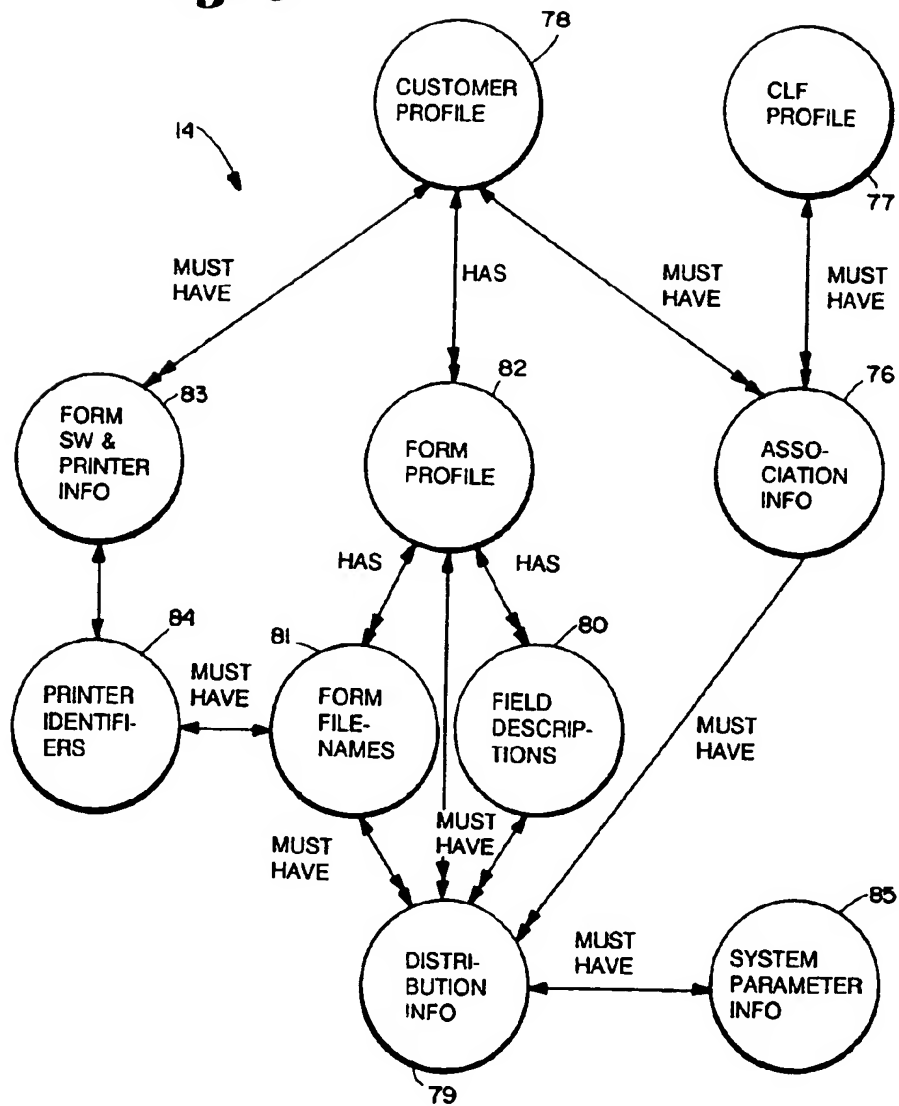 78
CUSTOMER
PROFILE
CLF
PROFILE
14
77
MUST
HAVE
HAS
MUST
HAVE
MUST
HAVE
83
82
76
FORM
SW &
PRINTER
INFO
FORM
PROFILE
ASSO-
CIATION
INFO
HAS
HAS
84
81
80
MUST
HAVE
PRINTER
IDENTIFI-
ERS
FORM
FILE-
NAMES
FIELD
DESCRIP-
TIONS
MUST
HAVE
MUST
HAVE
MUST
HAVE
85
DISTRI-
BUTION
INFO
MUST
HAVE
SYSTEM
PARAMETER
INFO
79